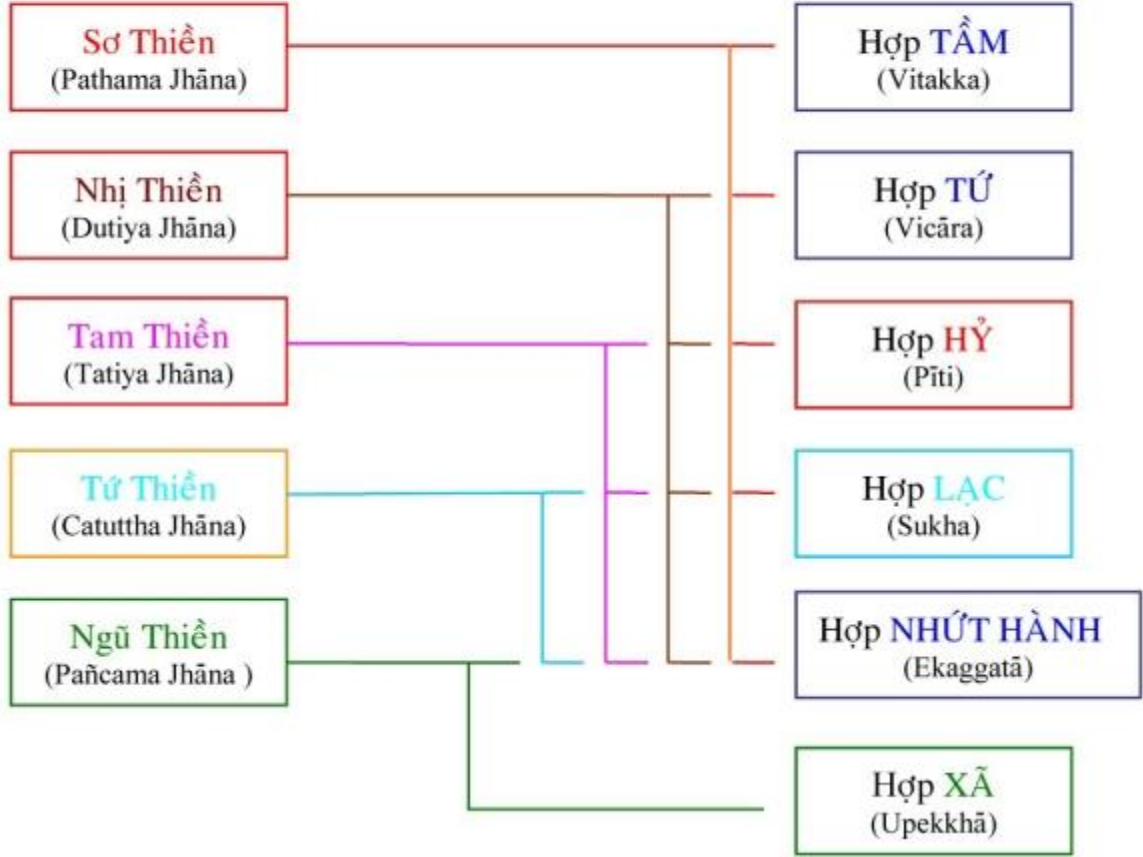 Sơ Thiền
(Pathama Jhāna)
Nhị Thiền
(Dutiya Jhāna)
Tam Thiền
(Tatiya Jhāna)
Tứ Thiền
(Catuttha Jhāna)
Ngũ Thiền
(Pañcama Jhāna )
Hợp TẦM
(Vitakka)
Hợp TỨ
(Vicāra)
Hợp HỶ
(Pīti)
Hợp LẠC
(Sukha)
Hợp NHỨT HÀNH
(Ekaggatā)
Hợp XÃ
(Upekkhā)